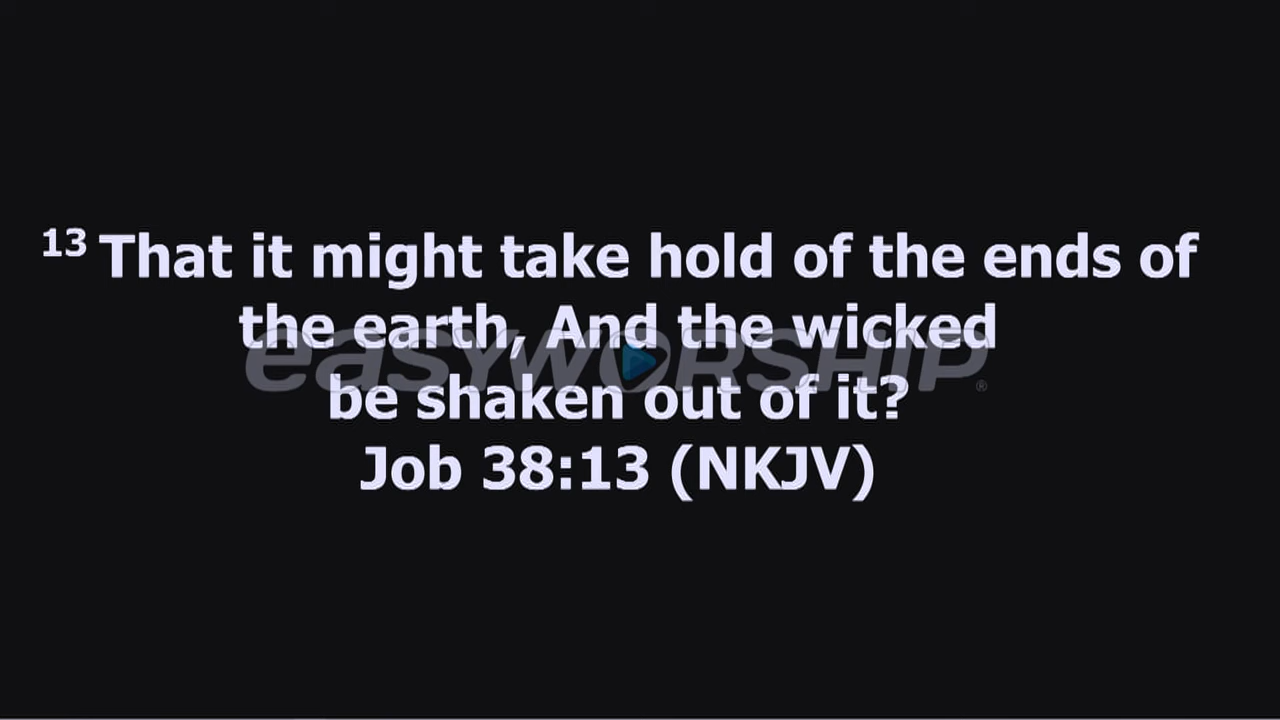 13 That it might take hold of the ends of
the earth, And the wicked
easyWORSHIP®
be shaken out of it?
Job 38:13 (NKJV)